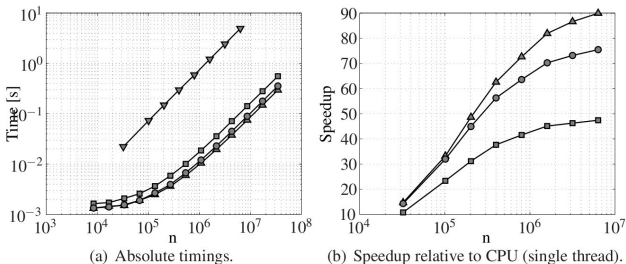 10^1
10^0
10^-1
10^-2
10^-3
Time [s]
10^3 10^4 10^5 10^6 10^7 10^8
n
(a) Absolute timings.
90
80
70
60
50
40
30
20
10
Speedup
10^4 10^5 10^6 10^7
n
(b) Speedup relative to CPU (single thread).